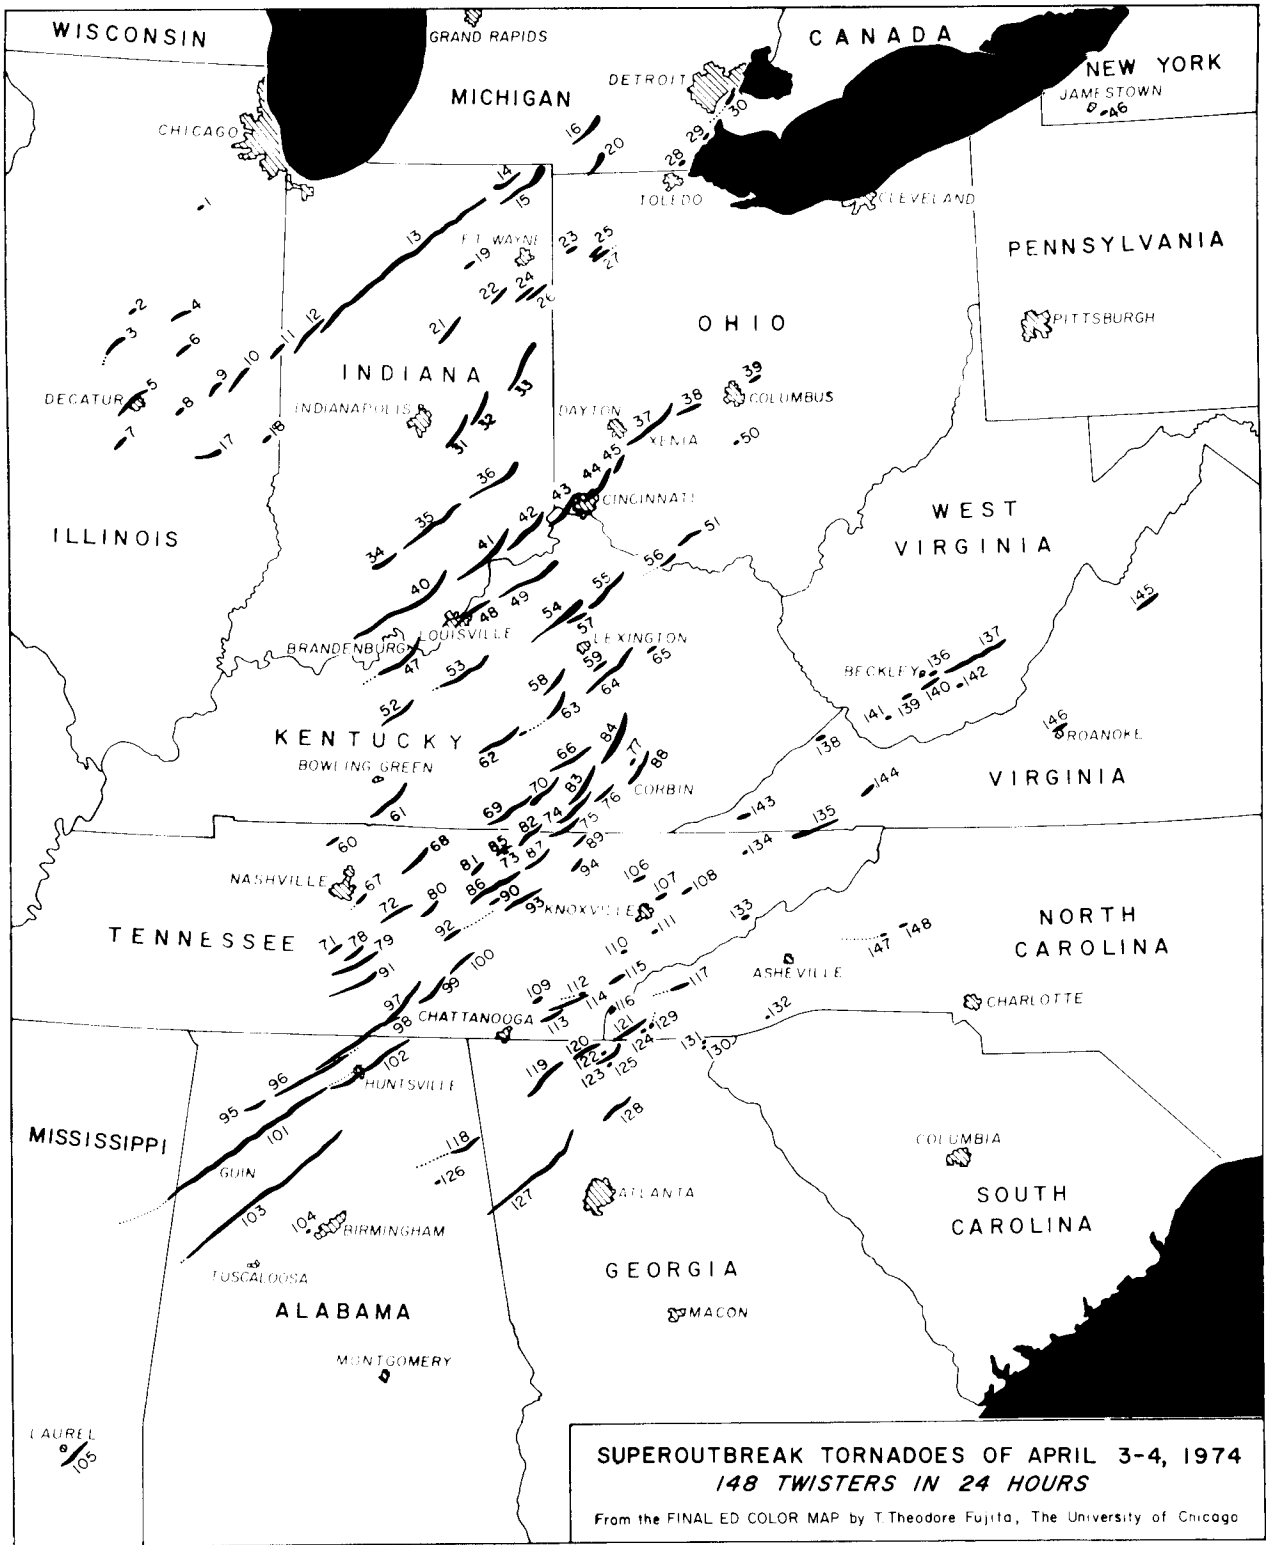 WISCONSIN
GRAND RAPIDS
CANADA
DETROIT
NEW YORK
JAMESTOWN
46
MICHIGAN
30
CHICAGO
16
29
20
28
TOLEDO
CLEVELAND
14
15
1
13
FT. WAYNE
23
25
27
19
PENNSYLVANIA
22
24
26
2
4
12
21
OHIO
PITTSBURGH
3
6
11
10
INDIANA
33
39
9
5
DECATUR
8
INDIANAPOLIS
32
DAYTON
37
38
COLUMBUS
7
17
18
31
XENIA
50
45
44
36
43
CINCINNATI
42
35
ILLINOIS
WEST
VIRGINIA
51
34
41
56
40
49
55
145
48
54
57
LOUISVILLE
BRANDENBURG
LEXINGTON
65
137
136
47
53
59
58
64
BECKLEY
140
142
139
141
52
63
146
ROANOKE
KENTUCKY
62
84
138
66
77
88
BOWLING GREEN
VIRGINIA
144
83
70
76
CORBIN
61
69
74
75
143
135
82
60
68
85
73
87
89
134
81
94
NASHVILLE
67
86
106
107
108
72
80
90
93
KNOXVILLE
133
NORTH
CAROLINA
92
111
TENNESSEE
71
78
79
110
148
147
91
100
115
ASHEVILLE
99
109
112
117
97
114
116
132
CHARLOTTE
98
CHATTANOOGA
113
121
129
124
120
122
131
130
102
119
123
125
96
HUNTSVILLE
95
128
MISSISSIPPI
101
118
COLUMBIA
GUIN
126
127
ATLANTA
SOUTH
CAROLINA
103
104
BIRMINGHAM
TUSCALOOSA
GEORGIA
ALABAMA
MACON
MONTGOMERY
LAUREL
105
SUPEROUTBREAK TORNADOES OF APRIL 3-4, 1974
148 TWISTERS IN 24 HOURS
From the FINAL ED COLOR MAP by T. Theodore Fujita, The University of Chicago